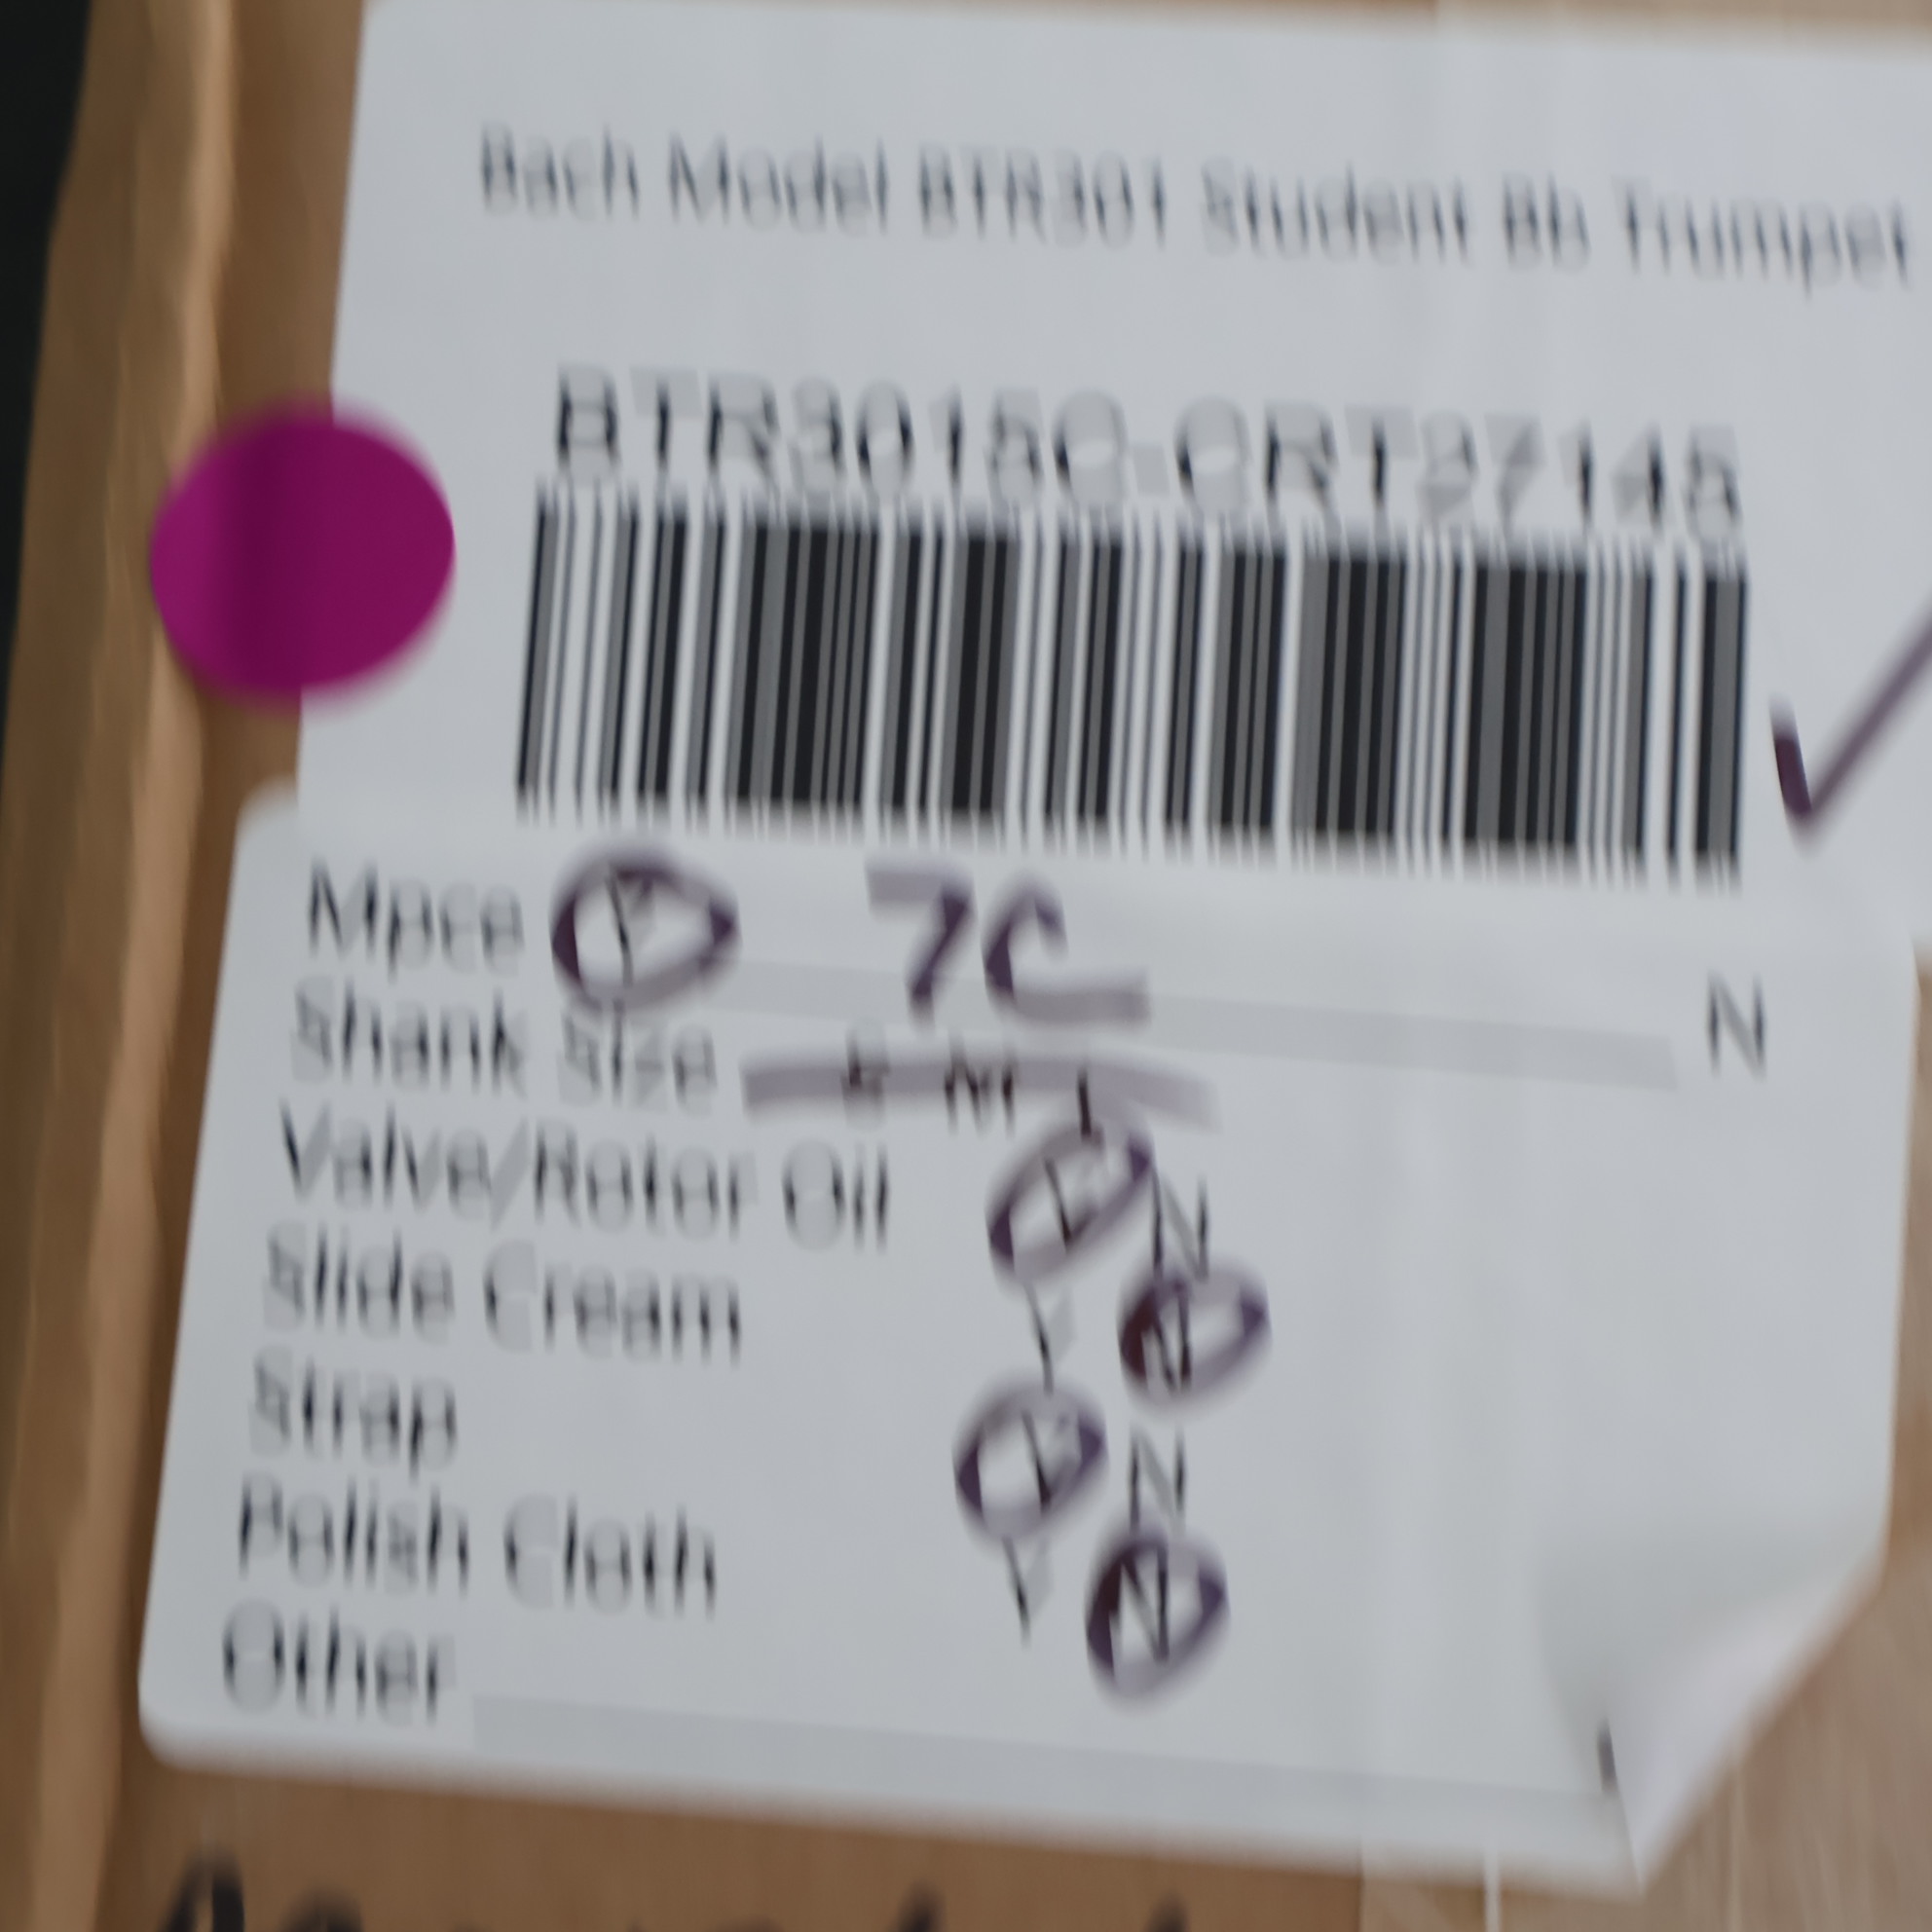 Bach Model BTR301 Student Bb Trumpet
Mpce Y 7C N
Shank Size S M L
Valve/Rotor Oil Y N
Slide Cream Y N
Strap Y N
Polish Cloth Y N
Other